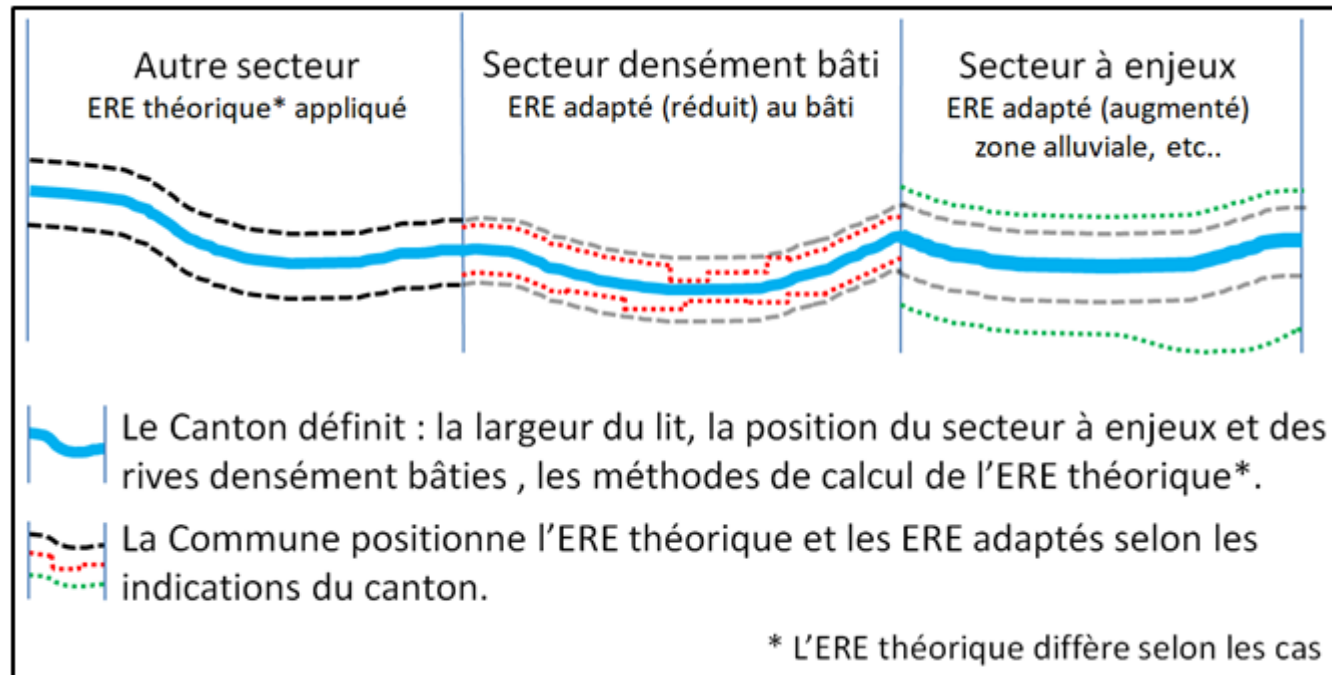 Autre secteur
ERE théorique* appliqué
Secteur densément bâti
ERE adapté (réduit) au bâti
Secteur à enjeux
ERE adapté (augmenté)
zone alluviale, etc..
Le Canton définit : la largeur du lit, la position du secteur à enjeux et des
rives densément bâties , les méthodes de calcul de l’ERE théorique*.
La Commune positionne l’ERE théorique et les ERE adaptés selon les
indications du canton.
* L’ERE théorique diffère selon les cas